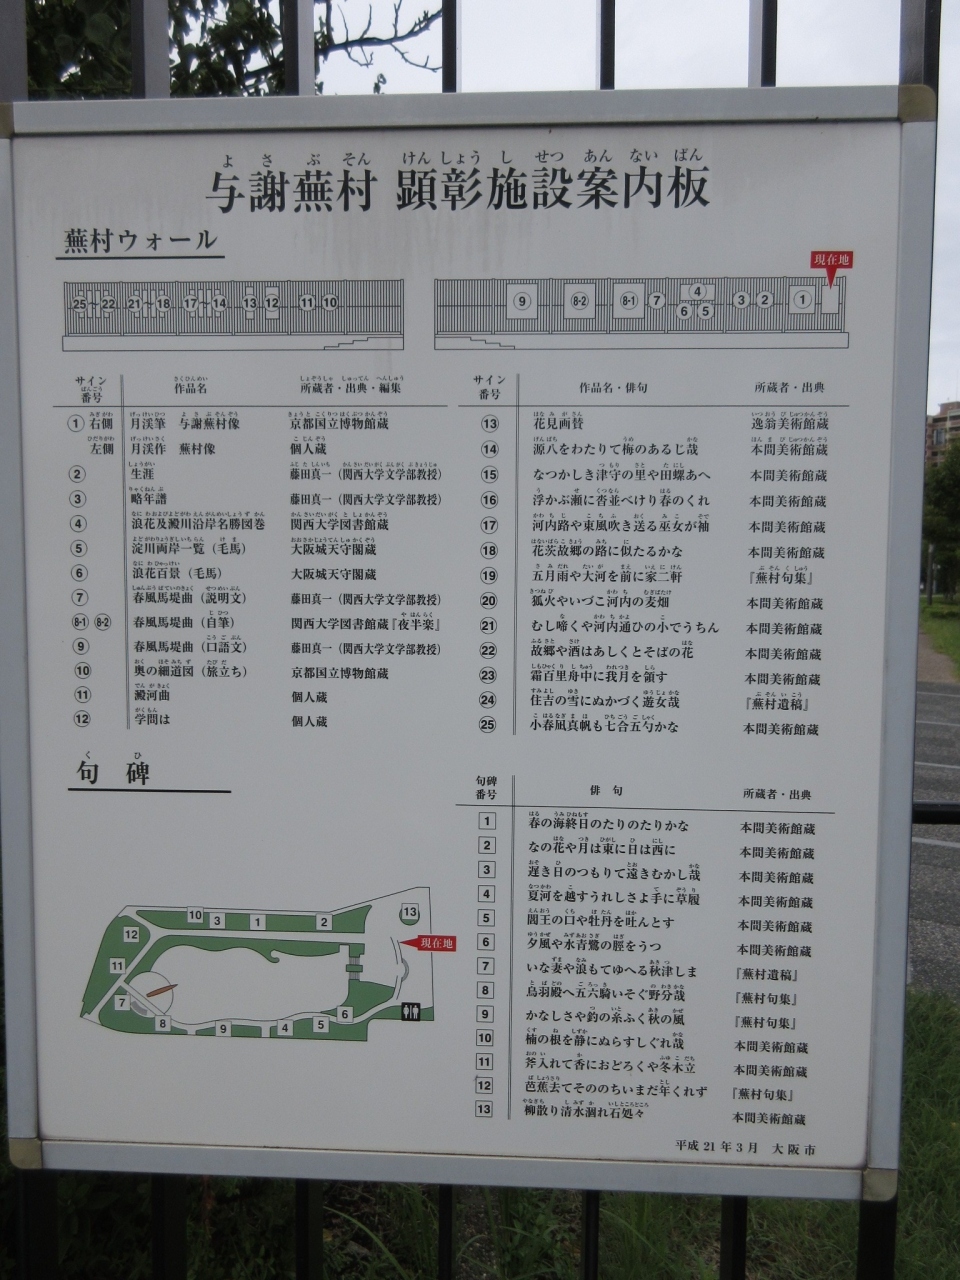 よ さ ぶ そん けん しょう し せつ あん ない ばん
与謝蕪村 顕彰施設案内板
蕪村ウォール
現在地
25～22 21～18 17～14 13 12 11 10
9 8-2 8-1 7 4 6 5 3 2 1
サイン番号 作品名 所蔵者・出典・編集
1 右側 月渓筆 与謝蕪村像 京都国立博物館蔵
左側 月渓作 蕪村像 個人蔵
2 生涯 藤田真一（関西大学文学部教授）
3 略年譜 藤田真一（関西大学文学部教授）
4 浪花及澱川沿岸名勝図巻 関西大学図書館蔵
5 淀川両岸一覧（毛馬） 大阪城天守閣蔵
6 浪花百景（毛馬） 大阪城天守閣蔵
7 春風馬堤曲（説明文） 藤田真一（関西大学文学部教授）
8-1 8-2 春風馬堤曲（自筆） 関西大学図書館蔵『夜半楽』
9 春風馬堤曲（口語文） 藤田真一（関西大学文学部教授）
10 奥の細道図（旅立ち） 京都国立博物館蔵
11 澱河曲 個人蔵
12 学問は 個人蔵
サイン番号 作品名・俳句 所蔵者・出典
13 花見画賛 逸翁美術館蔵
14 源八をわたりて梅のあるじ哉 本間美術館蔵
15 なつかしき津守の里や田螺あへ 本間美術館蔵
16 浮かぶ瀬に沓並べけり春のくれ 本間美術館蔵
17 河内路や東風吹き送る巫女が袖 本間美術館蔵
18 花茨故郷の路に似たるかな 本間美術館蔵
19 五月雨や大河を前に家二軒 『蕪村句集』
20 狐火やいづこ河内の麦畑 本間美術館蔵
21 むし啼くや河内通ひの小でうちん 本間美術館蔵
22 故郷や酒はあしくとそばの花 本間美術館蔵
23 霜百里舟中に我月を領す 本間美術館蔵
24 住吉の雪にぬかづく遊女哉 『蕪村遺稿』
25 小春凪真帆も七合五勺かな 本間美術館蔵
く ひ
句 碑
句碑番号 俳句 所蔵者・出典
1 春の海終日のたりのたりかな 本間美術館蔵
2 なの花や月は東に日は西に 本間美術館蔵
3 遅き日のつもりて遠きむかし哉 本間美術館蔵
4 夏河を越すうれしさよ手に草履 本間美術館蔵
5 閻王の口や牡丹を吐んとす 本間美術館蔵
6 夕風や水青鷺の脛をうつ 本間美術館蔵
7 いな妻や浪もてゆへる秋津しま 『蕪村遺稿』
8 鳥羽殿へ五六騎いそぐ野分哉 『蕪村句集』
9 かなしさや釣の糸ふく秋の風 『蕪村句集』
10 楠の根を静にぬらすしぐれ哉 本間美術館蔵
11 斧入れて香におどろくや冬木立 本間美術館蔵
12 芭蕉去てそののちいまだ年くれず 『蕪村句集』
13 柳散り清水涸れ石処々 本間美術館蔵
10 3 1 2 13
12 現在地
11
7 8 9 4 5 6
平成21年3月 大阪市